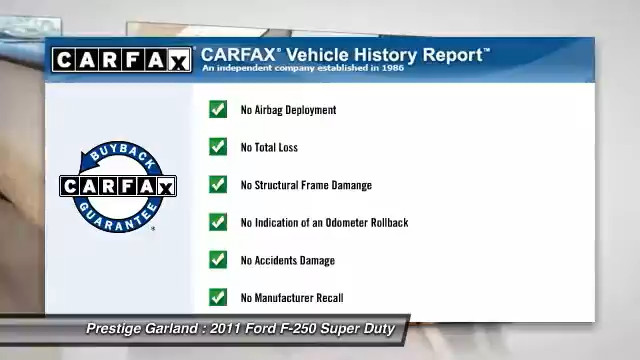 CARFAX® CARFAX® Vehicle History Report™
An independent company established in 1986
No Airbag Deployment
No Total Loss
No Structural Frame Damange
No Indication of an Odometer Rollback
No Accidents Damage
No Manufacturer Recall
BUYBACK
CARFAX
GUARANTEE®
Prestige Garland : 2011 Ford F-250 Super Duty